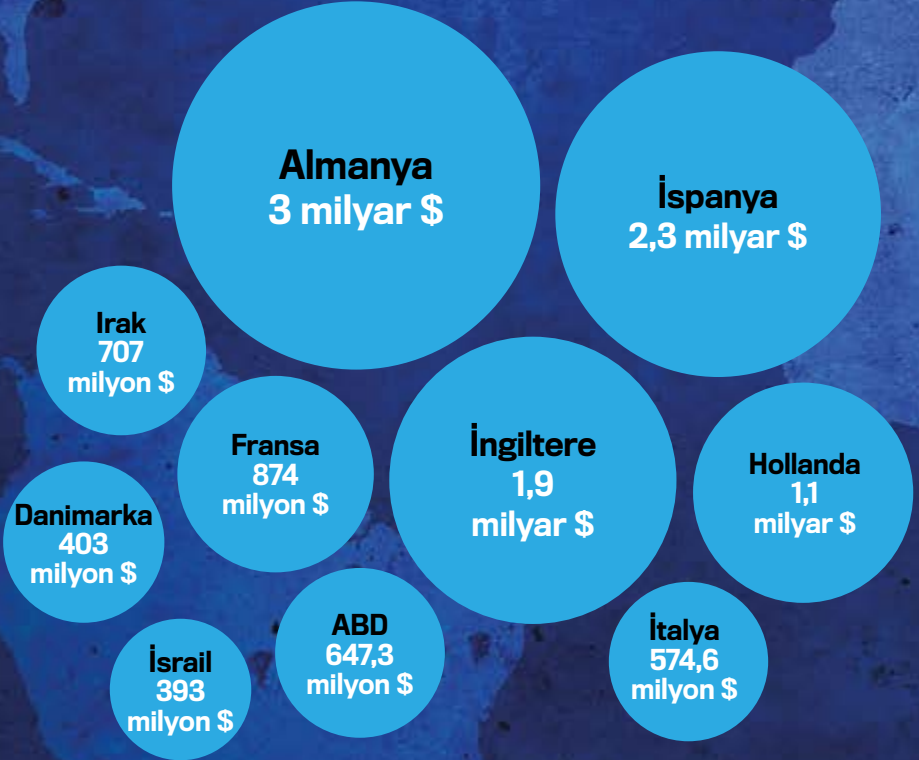 Almanya
3 milyar $
İspanya
2,3 milyar $
Irak
707
milyon $
Fransa
874
milyon $
İngiltere
1,9
milyar $
Hollanda
1,1
milyar $
Danimarka
403
milyon $
İsrail
393
milyon $
ABD
647,3
milyon $
İtalya
574,6
milyon $